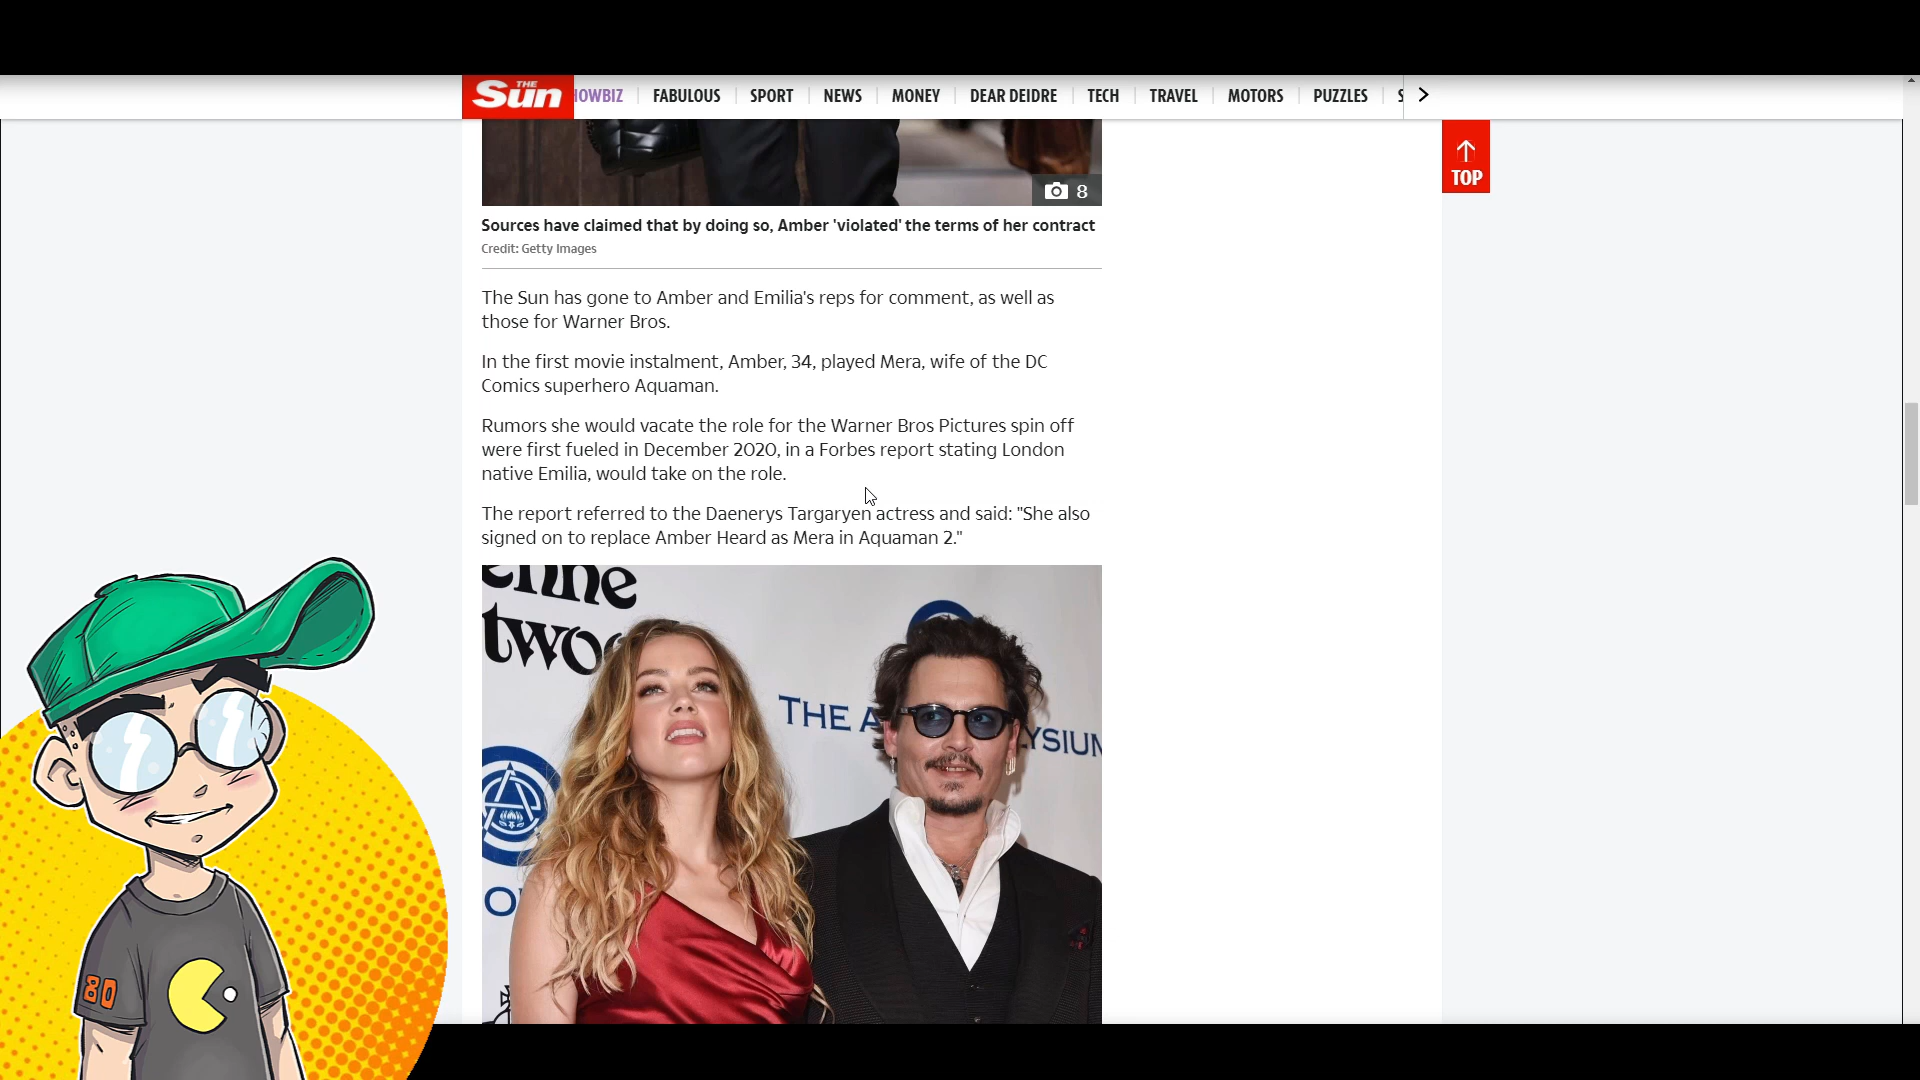 THE
Sun
HOWBIZ
FABULOUS
SPORT
NEWS
MONEY
DEAR DEIDRE
TECH
TRAVEL
MOTORS
PUZZLES
TOP
8
Sources have claimed that by doing so, Amber 'violated' the terms of her contract
Credit: Getty Images
The Sun has gone to Amber and Emilia's reps for comment, as well as
those for Warner Bros.
In the first movie instalment, Amber, 34, played Mera, wife of the DC
Comics superhero Aquaman.
Rumors she would vacate the role for the Warner Bros Pictures spin off
were first fueled in December 2020, in a Forbes report stating London
native Emilia, would take on the role.
The report referred to the Daenerys Targaryen actress and said: "She also
signed on to replace Amber Heard as Mera in Aquaman 2."
enne
twoo
THE A
YSIUM
80